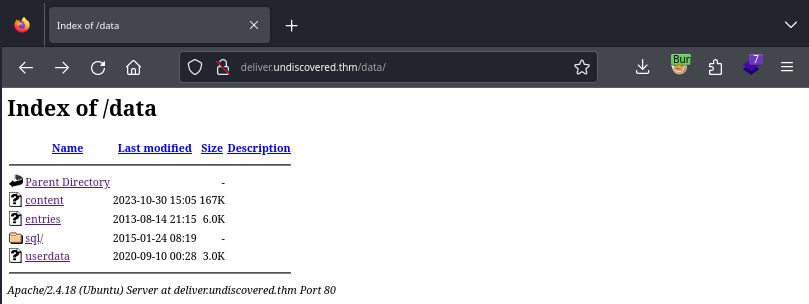 Index of /data
deliver.undiscovered.thm/data/
Bur
7
Index of /data
Name Last modified Size Description
Parent Directory -
content 2023-10-30 15:05 167K
entries 2013-08-14 21:15 6.0K
sql/ 2015-01-24 08:19 -
userdata 2020-09-10 00:28 3.0K
Apache/2.4.18 (Ubuntu) Server at deliver.undiscovered.thm Port 80